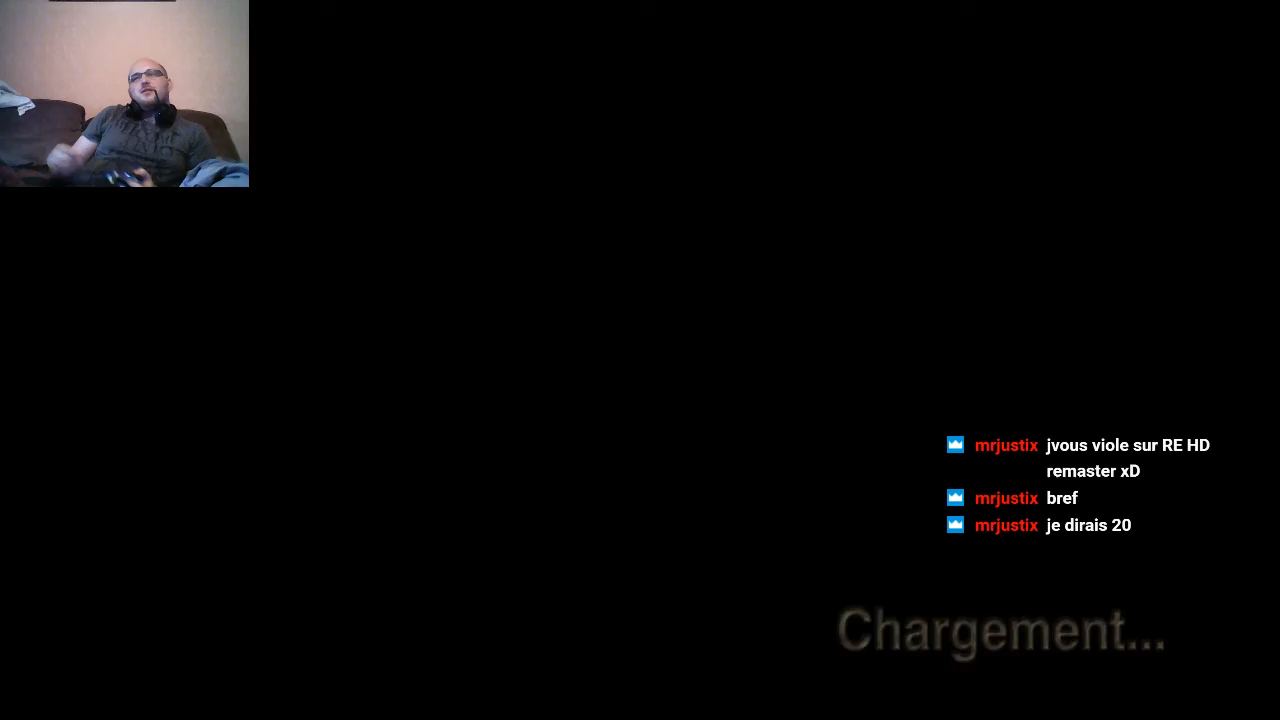 mrjustix jvous viole sur RE HD
remaster xD
mrjustix bref
mrjustix je dirais 20
Chargement...